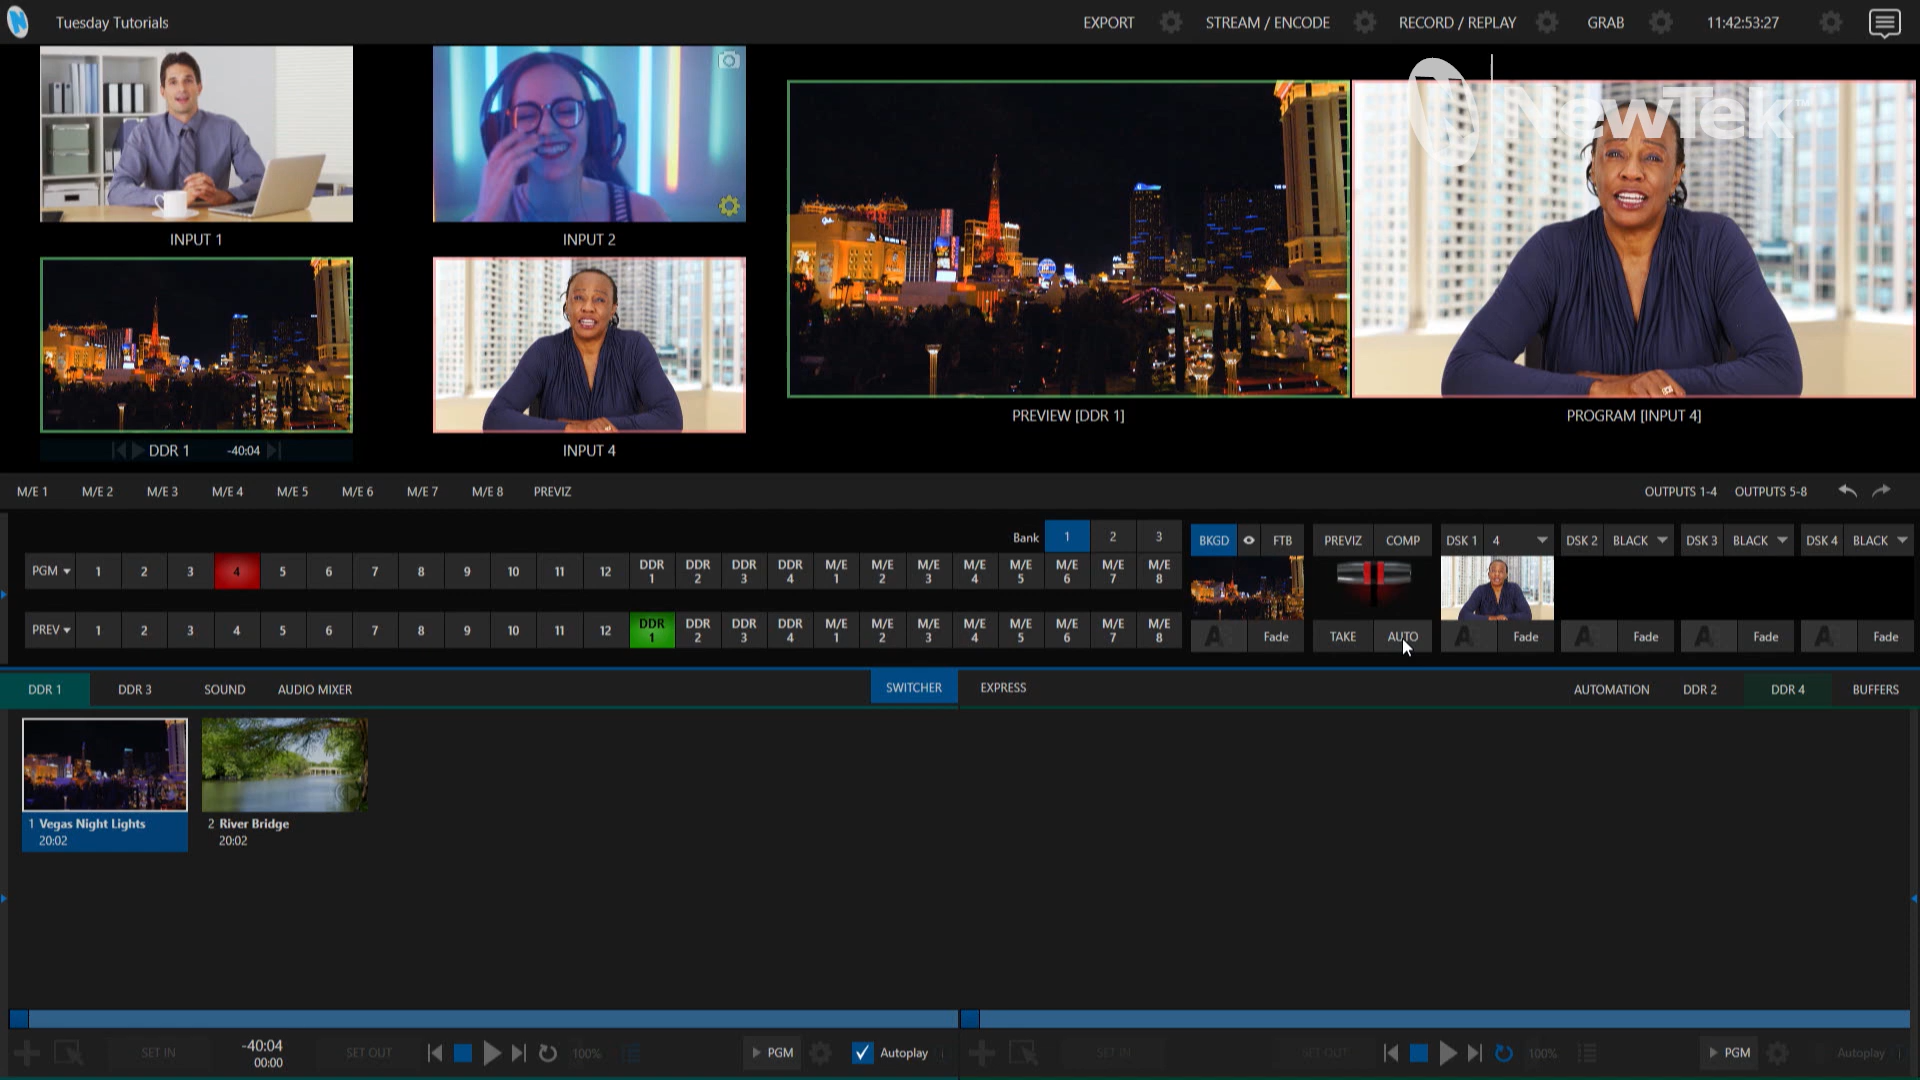 Tuesday Tutorials
EXPORT STREAM / ENCODE RECORD / REPLAY GRAB 11:42:53:27
NewTek™
INPUT 1
INPUT 2
DDR 1 -40:04
INPUT 4
PREVIEW [DDR 1]
PROGRAM [INPUT 4]
M/E 1 M/E 2 M/E 3 M/E 4 M/E 5 M/E 6 M/E 7 M/E 8 PREVIZ OUTPUTS 1-4 OUTPUTS 5-8
Bank 1 2 3
BKGD FTB PREVIZ COMP DSK 1 4 DSK 2 BLACK DSK 3 BLACK DSK 4 BLACK
PGM 1 2 3 4 5 6 7 8 9 10 11 12 DDR 1 DDR 2 DDR 3 DDR 4 M/E 1 M/E 2 M/E 3 M/E 4 M/E 5 M/E 6 M/E 7 M/E 8
PREV 1 2 3 4 5 6 7 8 9 10 11 12 DDR 1 DDR 2 DDR 3 DDR 4 M/E 1 M/E 2 M/E 3 M/E 4 M/E 5 M/E 6 M/E 7 M/E 8
Fade TAKE AUTO Fade Fade Fade Fade
DDR 1 DDR 3 SOUND AUDIO MIXER SWITCHER EXPRESS AUTOMATION DDR 2 DDR 4 BUFFERS
1 Vegas Night Lights
20:02
2 River Bridge
20:02
SET IN -40:04 SET OUT 100% PGM Autoplay SET IN SET OUT 100% PGM Autoplay
00:00